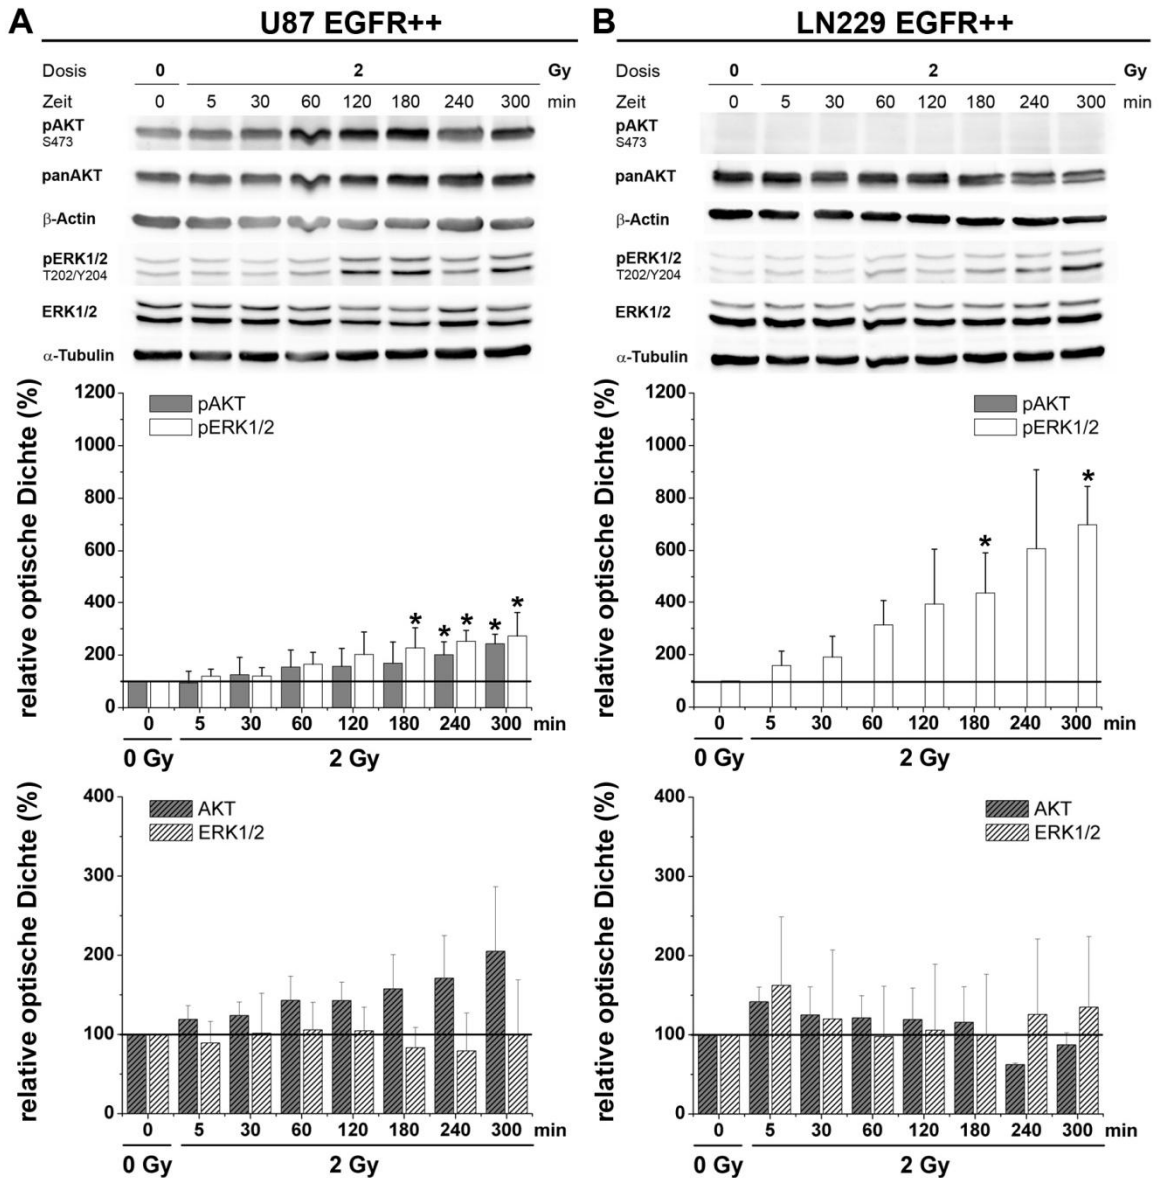 A U87 EGFR++
Dosis 0 2 Gy
Zeit 0 5 30 60 120 180 240 300 min
pAKT
S473
panAKT
β-Actin
pERK1/2
T202/Y204
ERK1/2
α-Tubulin
relative optische Dichte (%)
1200
1000
800
600
400
200
0
pAKT
pERK1/2
* * * * *
0 5 30 60 120 180 240 300 min
0 Gy 2 Gy
relative optische Dichte (%)
400
300
200
100
0
AKT
ERK1/2
0 5 30 60 120 180 240 300 min
0 Gy 2 Gy
B LN229 EGFR++
Dosis 0 2 Gy
Zeit 0 5 30 60 120 180 240 300 min
pAKT
S473
panAKT
β-Actin
pERK1/2
T202/Y204
ERK1/2
α-Tubulin
relative optische Dichte (%)
1200
1000
800
600
400
200
0
pAKT
pERK1/2
* *
0 5 30 60 120 180 240 300 min
0 Gy 2 Gy
relative optische Dichte (%)
400
300
200
100
0
AKT
ERK1/2
0 5 30 60 120 180 240 300 min
0 Gy 2 Gy